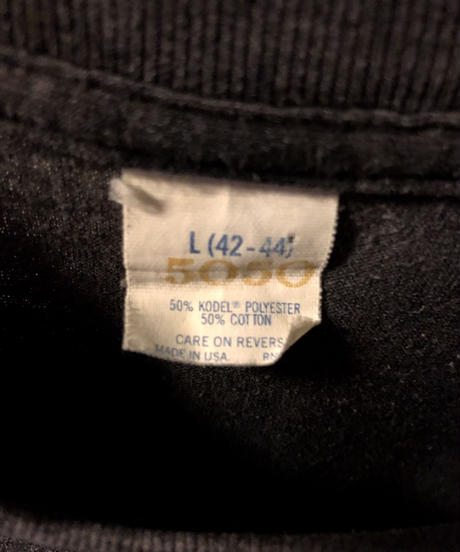 L (42-44)
5050
50% KODEL® POLYESTER
50% COTTON
CARE ON REVERS
MADE IN USA.